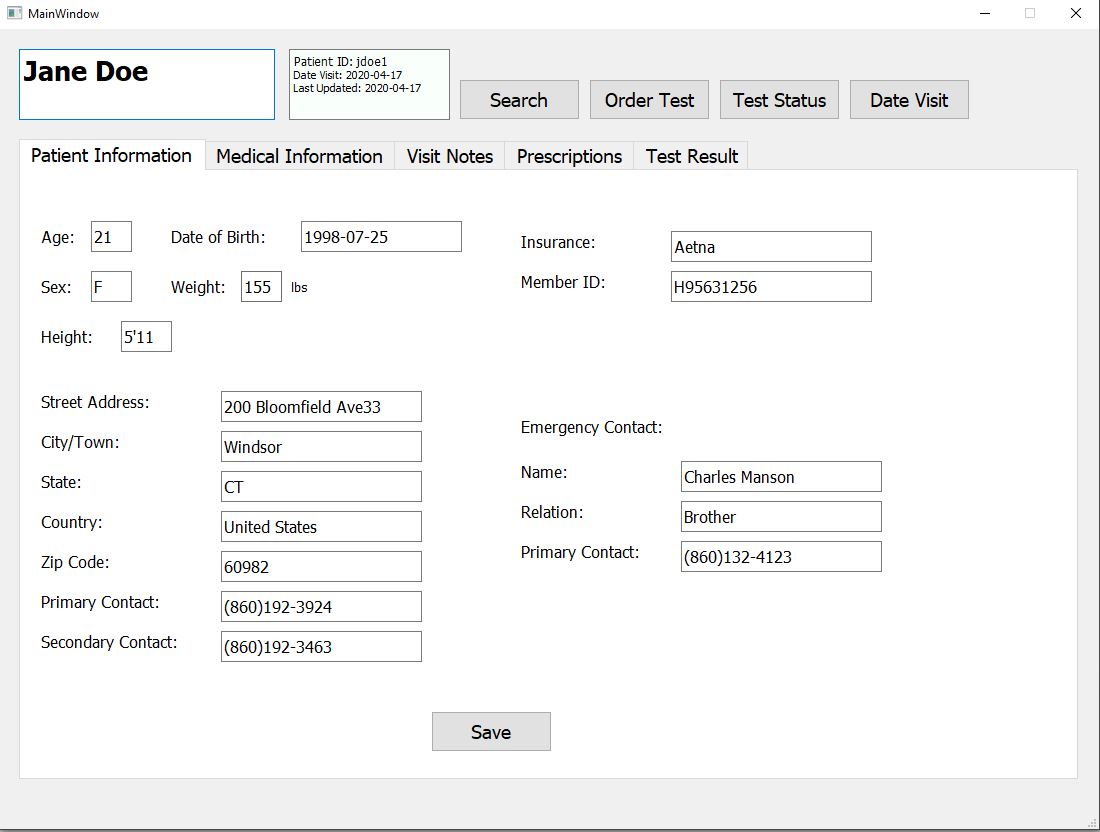 MainWindow
Jane Doe
Patient ID: jdoe1
Date Visit: 2020-04-17
Last Updated: 2020-04-17
Search
Order Test
Test Status
Date Visit
Patient Information
Medical Information
Visit Notes
Prescriptions
Test Result
Age: 21
Date of Birth: 1998-07-25
Sex: F
Weight: 155 lbs
Height: 5'11
Insurance: Aetna
Member ID: H95631256
Street Address: 200 Bloomfield Ave33
City/Town: Windsor
State: CT
Country: United States
Zip Code: 60982
Primary Contact: (860)192-3924
Secondary Contact: (860)192-3463
Emergency Contact:
Name: Charles Manson
Relation: Brother
Primary Contact: (860)132-4123
Save